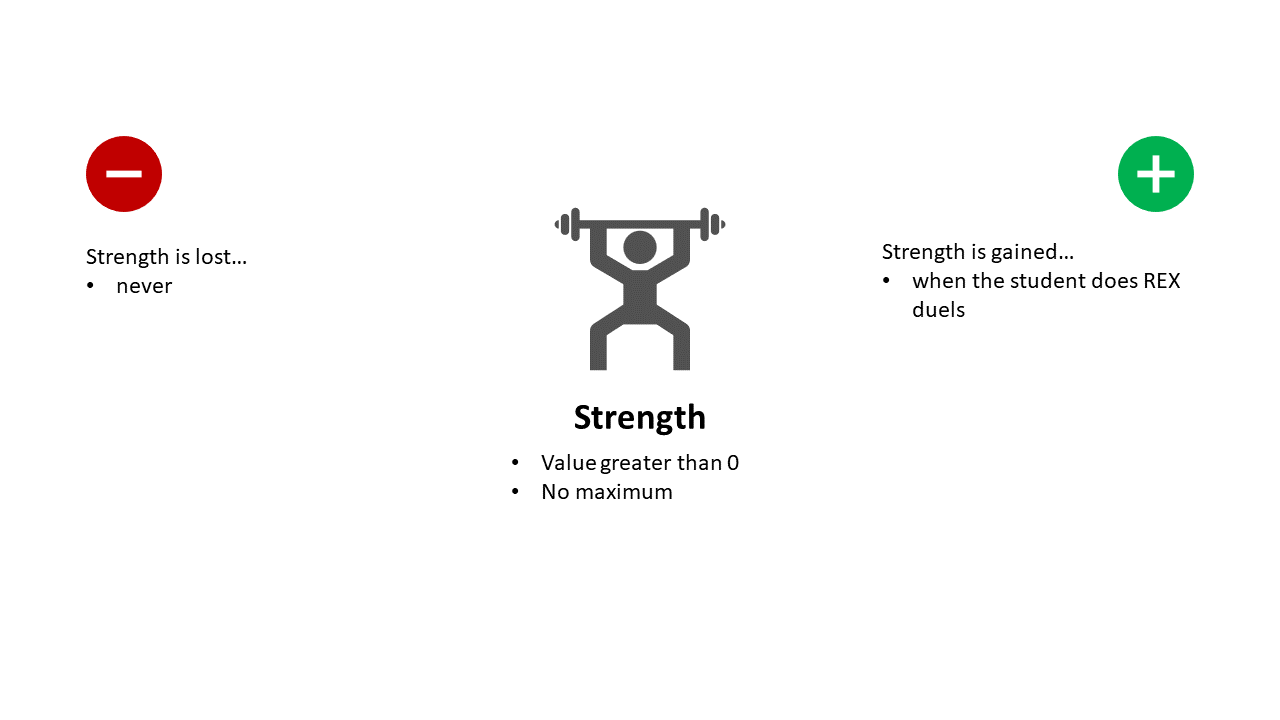 Strength is lost...
• never
Strength
• Value greater than 0
• No maximum
Strength is gained...
• when the student does REX
duels